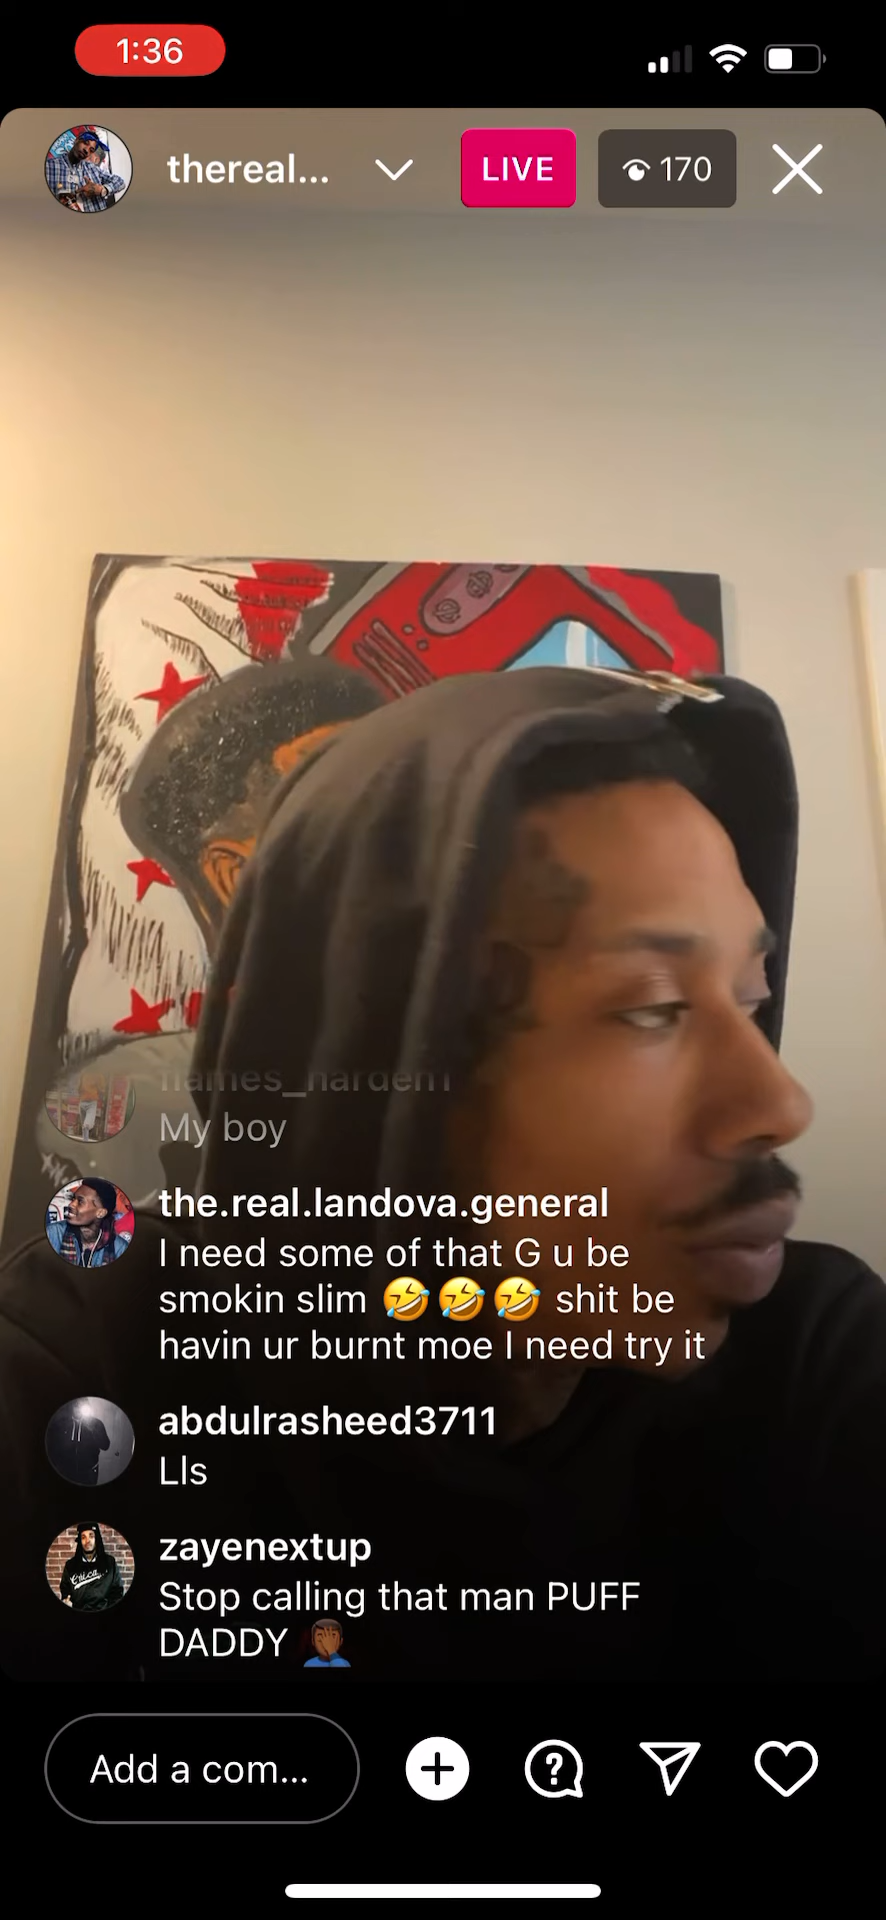 1:36
thereal...
LIVE
170
My boy
the.real.landova.general
I need some of that G u be
smokin slim 🤣🤣🤣 shit be
havin ur burnt moe I need try it
abdulrasheed3711
Lls
zayenextup
Stop calling that man PUFF
DADDY 🤦🏾‍♂️
Add a com...